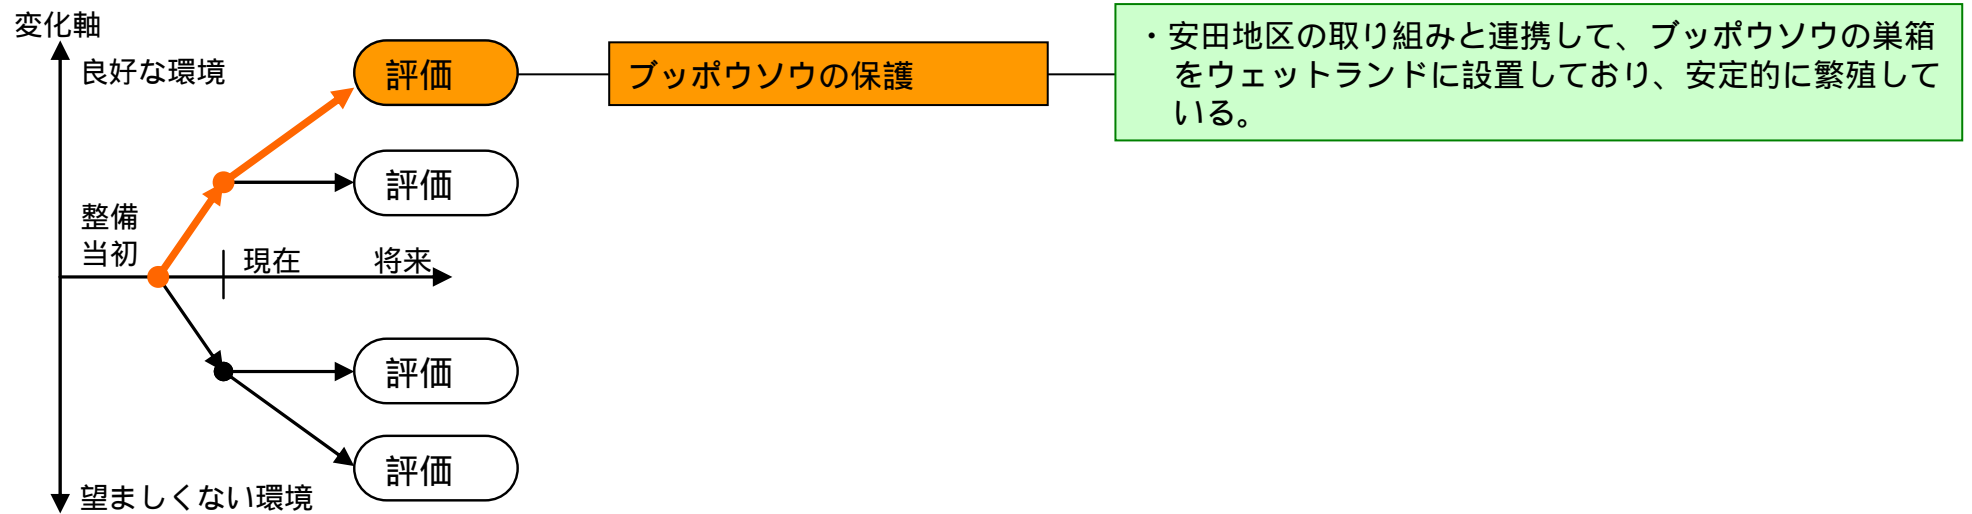 変化軸
良好な環境
評価
ブッポウソウの保護
・安田地区の取り組みと連携して、ブッポウソウの巣箱
をウェットランドに設置しており、安定的に繁殖して
いる。
評価
整備
当初
現在
将来
評価
評価
望ましくない環境